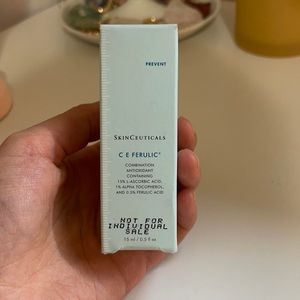 PREVENT
SKINCEUTICALS
C E FERULIC®
COMBINATION
ANTIOXIDANT
CONTAINING
15% L-ASCORBIC ACID,
1% ALPHA TOCOPHEROL,
AND 0.5% FERULIC ACID
NOT FOR
INDIVIDUAL
SALE
15 ml / 0.5 fl oz